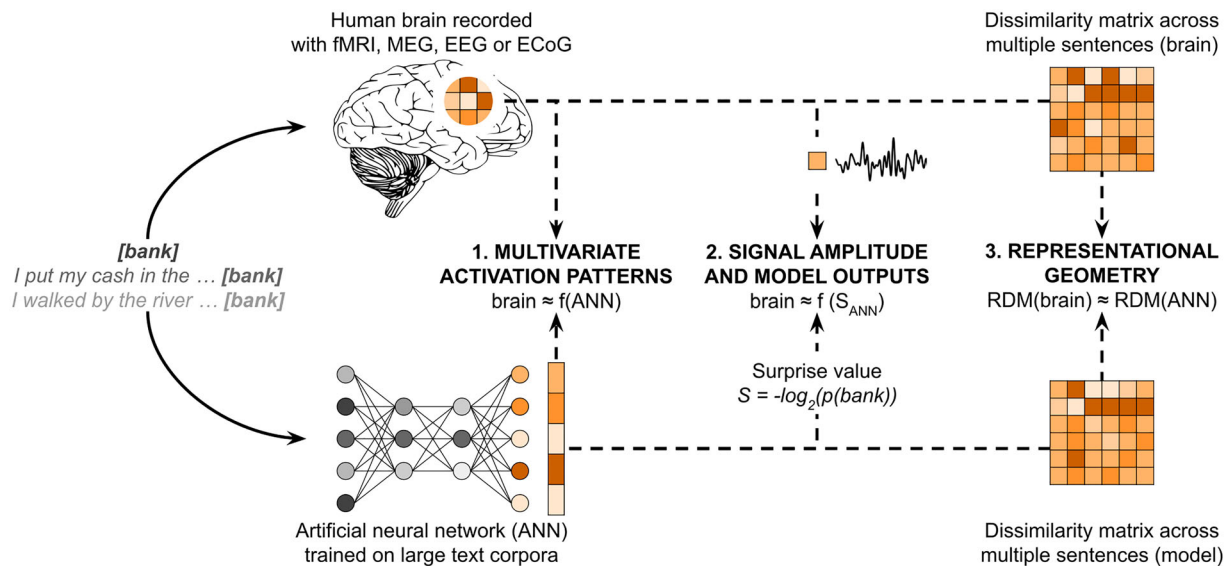 Human brain recorded
with fMRI, MEG, EEG or ECoG
Dissimilarity matrix across
multiple sentences (brain)
[bank]
I put my cash in the … [bank]
I walked by the river … [bank]
1. MULTIVARIATE
ACTIVATION PATTERNS
brain ≈ f(ANN)
2. SIGNAL AMPLITUDE
AND MODEL OUTPUTS
brain ≈ f (S_ANN)
3. REPRESENTATIONAL
GEOMETRY
RDM(brain) ≈ RDM(ANN)
Surprise value
S = -log₂(p(bank))
Artificial neural network (ANN)
trained on large text corpora
Dissimilarity matrix across
multiple sentences (model)